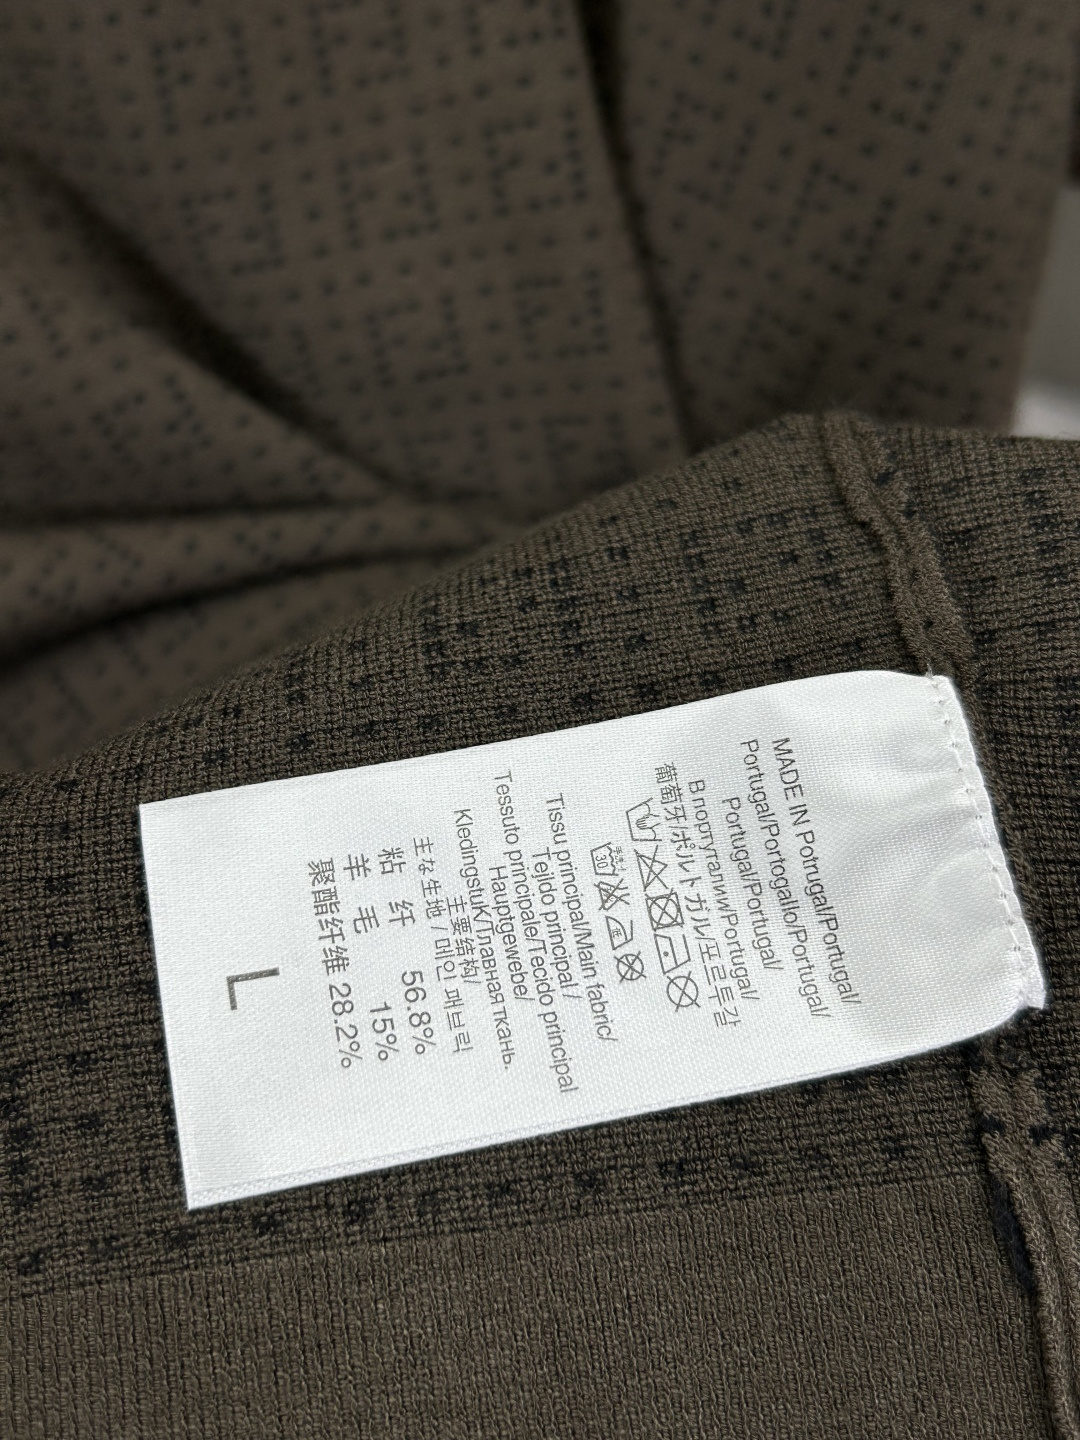 MADE IN Potrugal/Portugal/
Portugal/Portogallo/Portugal/
Portugal/Portugal/
В португалии/Portugal/
葡萄牙/ポルトガル/포르투갈
30
Tissu principal/Main fabric/
Tejido principal/
Tessuto principale/Tecido principal
Hauptgewebe/
Kledingstuk/Главная ткань.
主要结构/
主な生地 / 메인 패브릭
粘 纤 56.8%
羊 毛 15%
聚酯纤维 28.2%
L